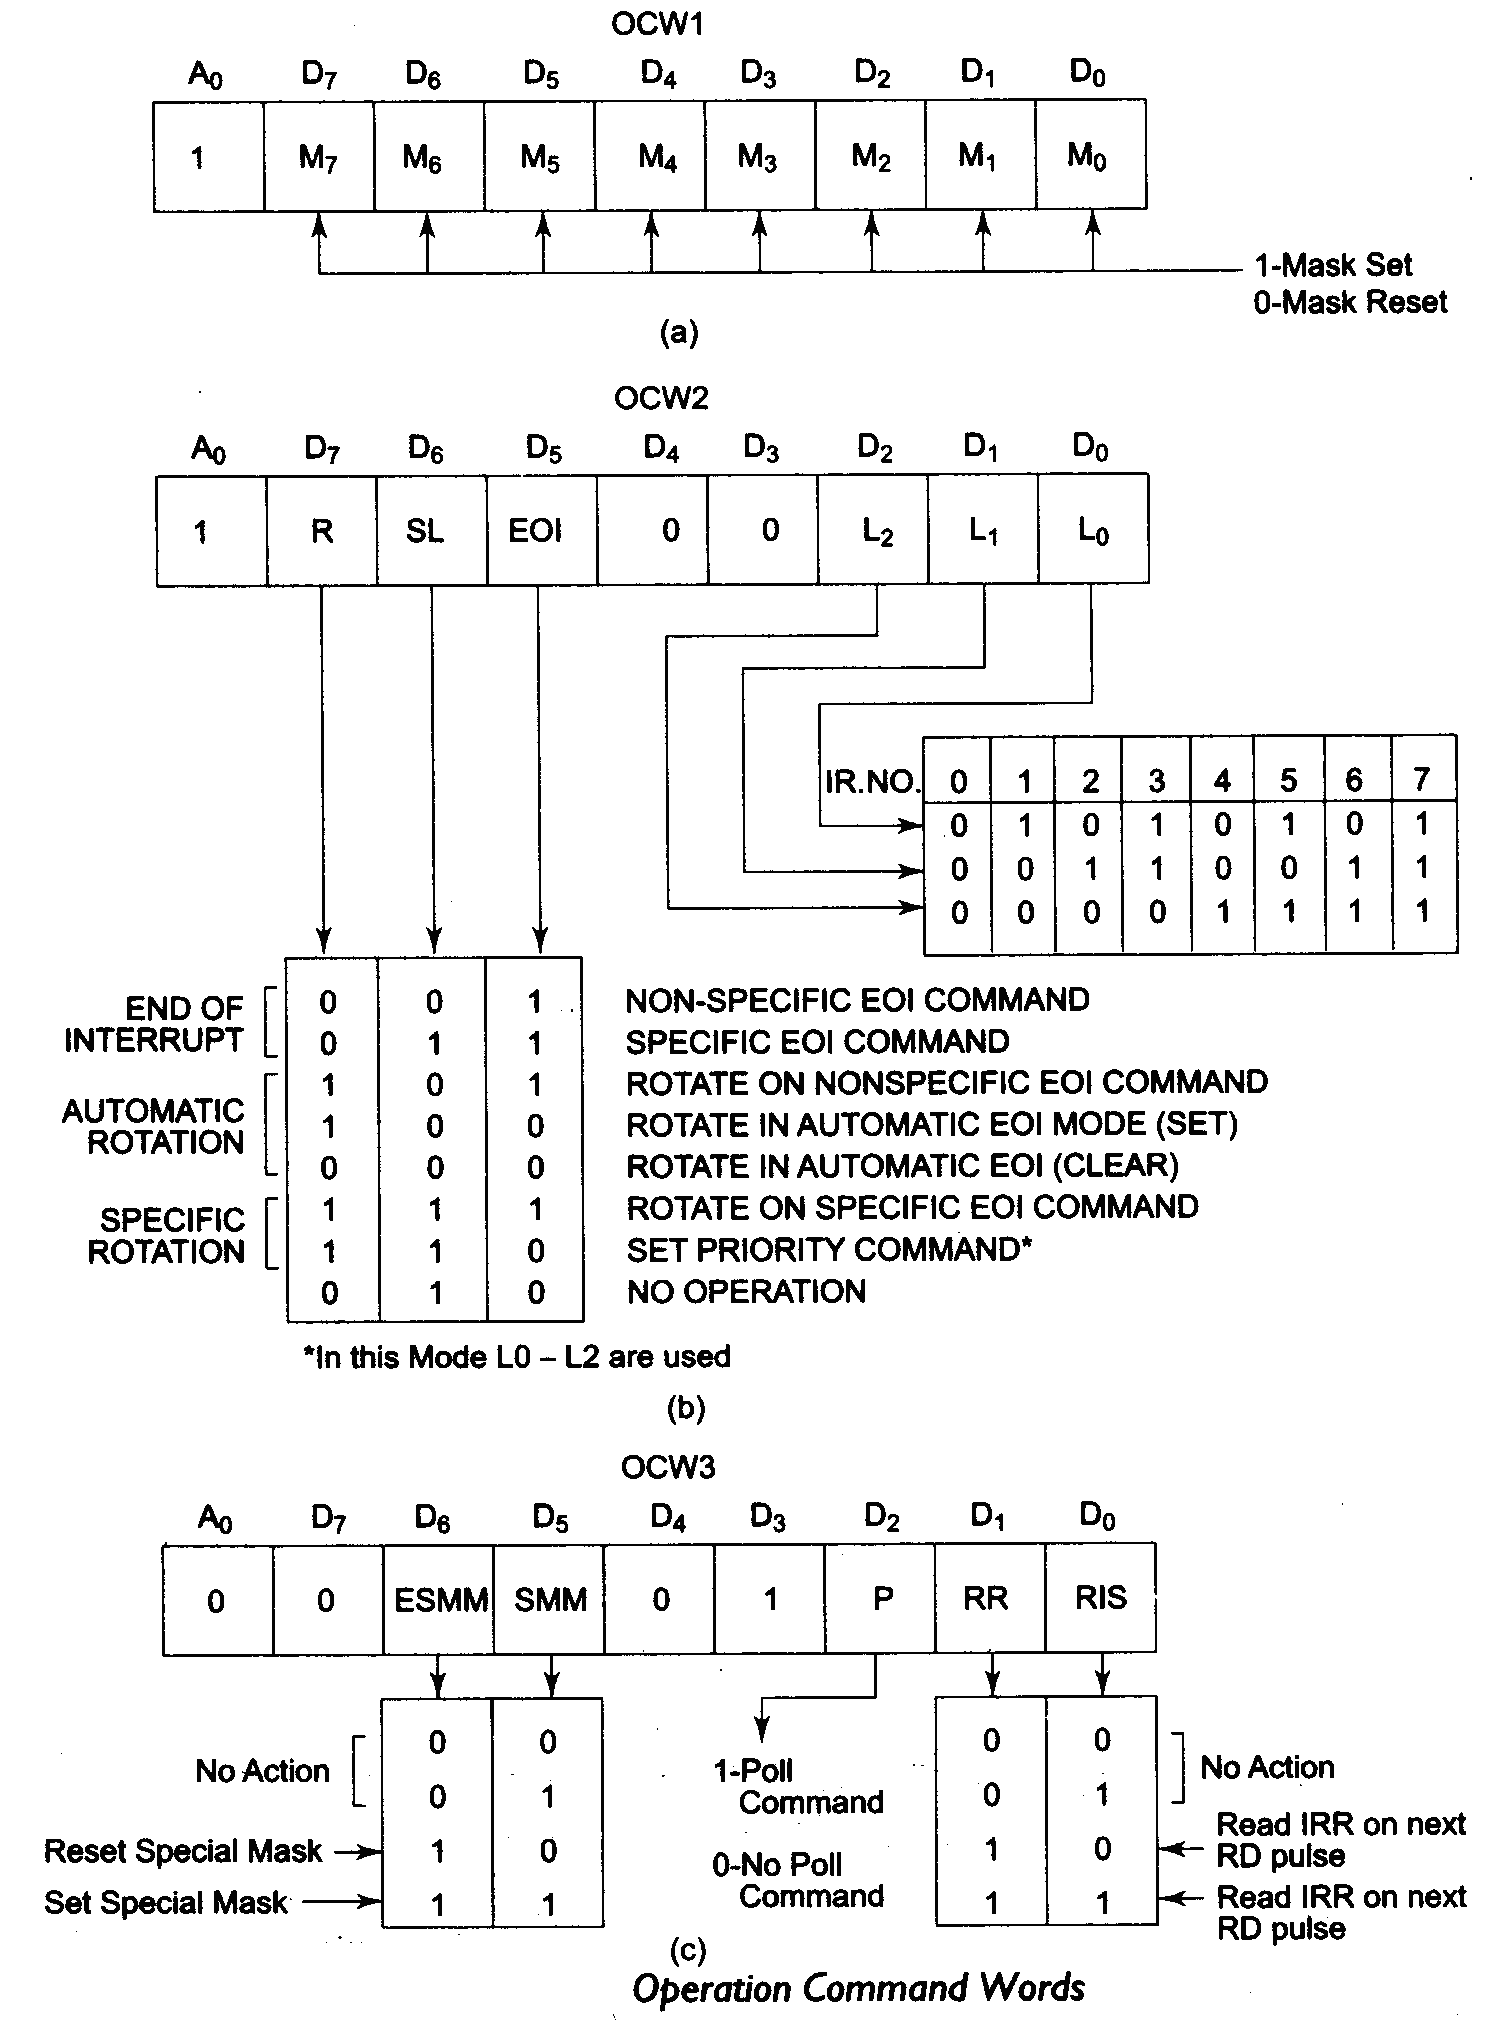 OCW1
A0 D7 D6 D5 D4 D3 D2 D1 D0
1 M7 M6 M5 M4 M3 M2 M1 M0
1-Mask Set
0-Mask Reset
(a)
OCW2
A0 D7 D6 D5 D4 D3 D2 D1 D0
1 R SL EOI 0 0 L2 L1 L0
IR.NO. 0 1 2 3 4 5 6 7
0 1 0 1 0 1 0 1
0 0 1 1 0 0 1 1
0 0 0 0 1 1 1 1
END OF
INTERRUPT
0 0 1 NON-SPECIFIC EOI COMMAND
0 1 1 SPECIFIC EOI COMMAND
AUTOMATIC
ROTATION
1 0 1 ROTATE ON NONSPECIFIC EOI COMMAND
1 0 0 ROTATE IN AUTOMATIC EOI MODE (SET)
0 0 0 ROTATE IN AUTOMATIC EOI (CLEAR)
SPECIFIC
ROTATION
1 1 1 ROTATE ON SPECIFIC EOI COMMAND
1 1 0 SET PRIORITY COMMAND*
0 1 0 NO OPERATION
*In this Mode L0 – L2 are used
(b)
OCW3
A0 D7 D6 D5 D4 D3 D2 D1 D0
0 0 ESMM SMM 0 1 P RR RIS
No Action
0 0
0 1
Reset Special Mask 1 0
Set Special Mask 1 1
1-Poll
Command
0-No Poll
Command
0 0
0 1
No Action
1 0 Read IRR on next
RD pulse
1 1 Read IRR on next
RD pulse
(c)
Operation Command Words